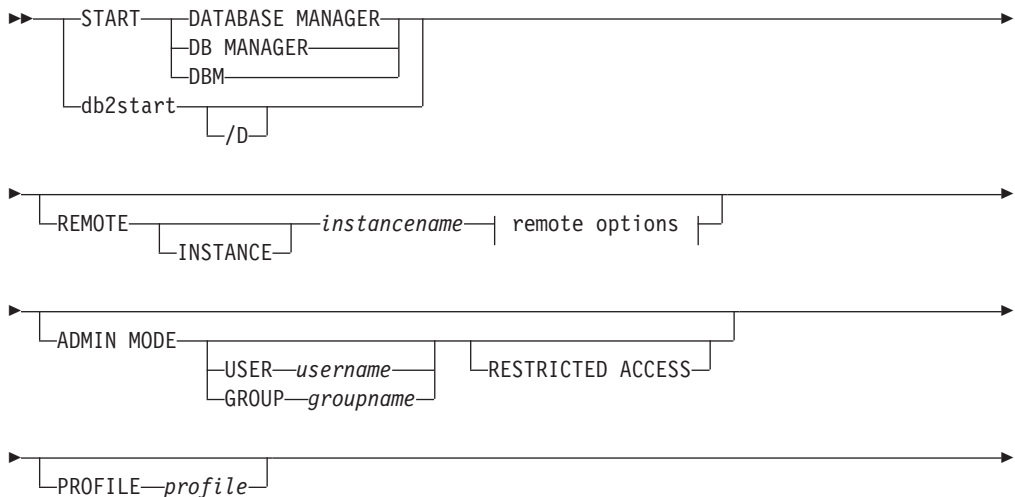 START DATABASE MANAGER
DB MANAGER
DBM
db2start
/D
REMOTE instancename remote options
INSTANCE
ADMIN MODE
USER username RESTRICTED ACCESS
GROUP groupname
PROFILE profile